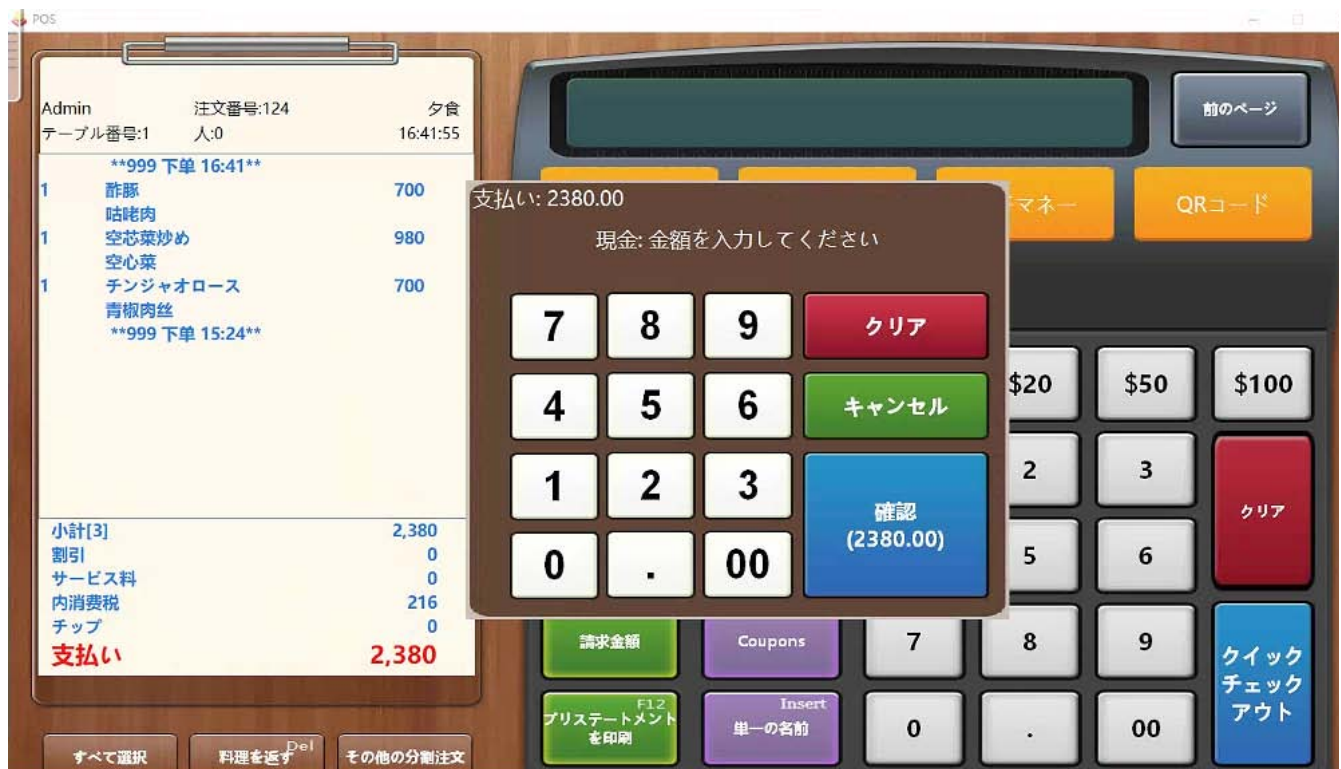 POS
Admin 注文番号:124 夕食
テーブル番号:1 人:0 16:41:55
**999 下单 16:41**
1 酢豚 700
咕咾肉
1 空芯菜炒め 980
空心菜
1 チンジャオロース 700
青椒肉丝
**999 下单 15:24**
小計[3] 2,380
割引 0
サービス料 0
内消費税 216
チップ 0
支払い 2,380
すべて選択
料理を返す Del
その他の分割注文
前のページ
マネー
QRコード
支払い: 2380.00
現金: 金額を入力してください
7 8 9 クリア
4 5 6 キャンセル
1 2 3 確認
(2380.00)
0 . 00
$20 $50 $100
2 3 クリア
5 6
請求金額 Coupons 7 8 9 クイック
チェック
アウト
F12
プリステートメント
を印刷
Insert
単一の名前
0 . 00